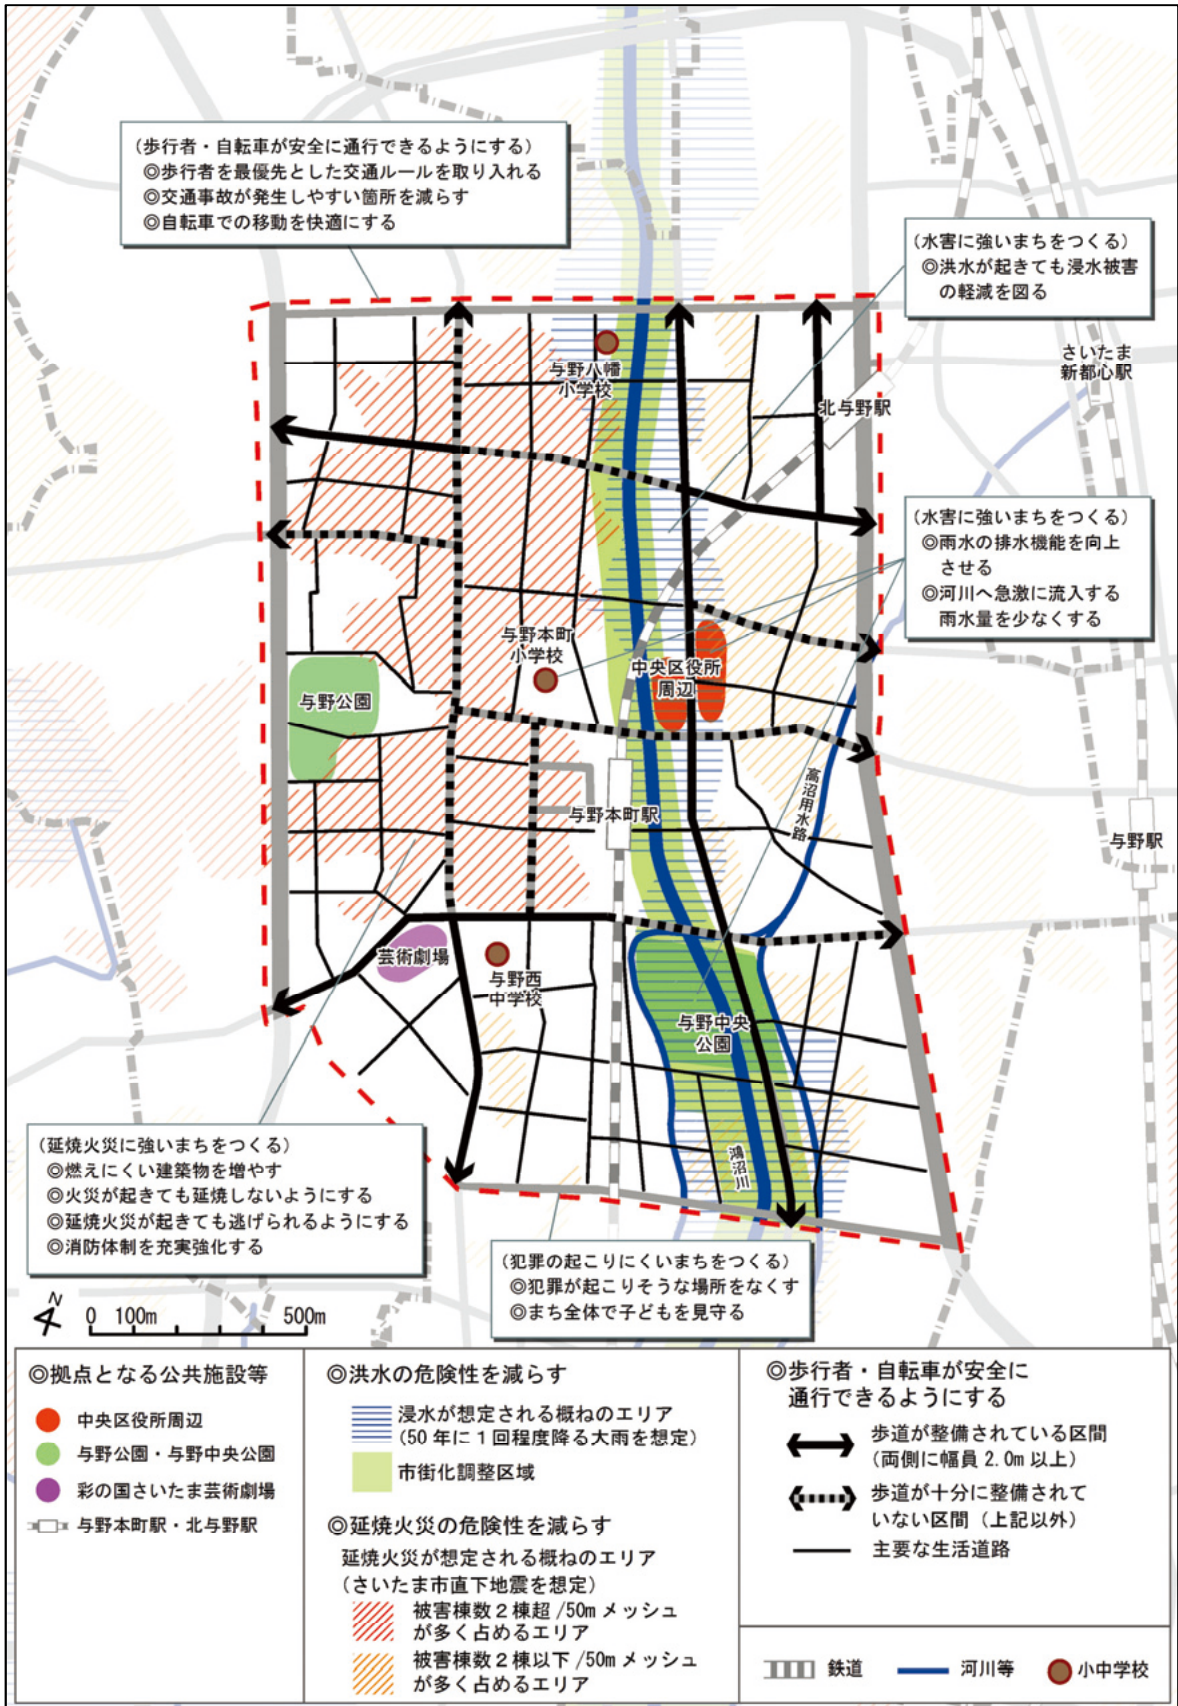 (歩行者・自転車が安全に通行できるようにする)
◎歩行者を最優先とした交通ルールを取り入れる
◎交通事故が発生しやすい箇所を減らす
◎自転車での移動を快適にする
(水害に強いまちをつくる)
◎洪水が起きても浸水被害
の軽減を図る
さいたま
新都心駅
与野八幡
小学校
北与野駅
(水害に強いまちをつくる)
◎雨水の排水機能を向上
させる
◎河川へ急激に流入する
雨水量を少なくする
与野本町
小学校
中央区役所
周辺
与野公園
高沼用水路
与野本町駅
与野駅
芸術劇場
与野西
中学校
与野中央
公園
鴻沼川
(延焼火災に強いまちをつくる)
◎燃えにくい建築物を増やす
◎火災が起きても延焼しないようにする
◎延焼火災が起きても逃げられるようにする
◎消防体制を充実強化する
(犯罪の起こりにくいまちをつくる)
◎犯罪が起こりそうな場所をなくす
◎まち全体で子どもを見守る
N
0 100m 500m
◎拠点となる公共施設等
中央区役所周辺
与野公園・与野中央公園
彩の国さいたま芸術劇場
与野本町駅・北与野駅
◎洪水の危険性を減らす
浸水が想定される概ねのエリア
(50年に1回程度降る大雨を想定)
市街化調整区域
◎延焼火災の危険性を減らす
延焼火災が想定される概ねのエリア
(さいたま市直下地震を想定)
被害棟数2棟超/50mメッシュ
が多く占めるエリア
被害棟数2棟以下/50mメッシュ
が多く占めるエリア
◎歩行者・自転車が安全に
通行できるようにする
歩道が整備されている区間
(両側に幅員2.0m以上)
歩道が十分に整備されて
いない区間(上記以外)
主要な生活道路
鉄道 河川等 小中学校